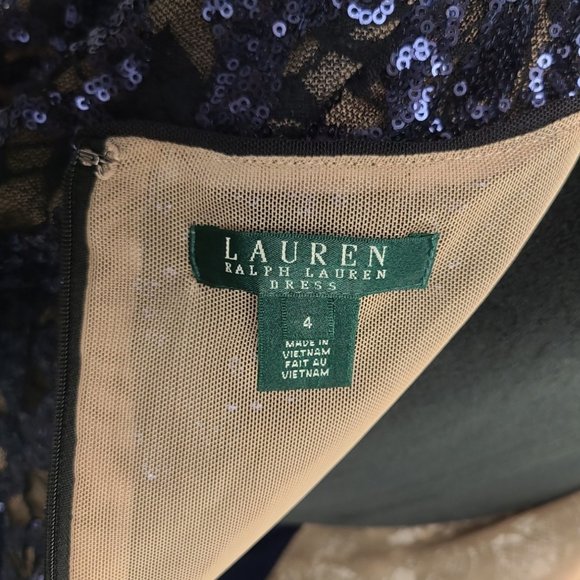 LAUREN
RALPH LAUREN
DRESS
4
MADE IN
VIETNAM
FAIT AU
VIETNAM